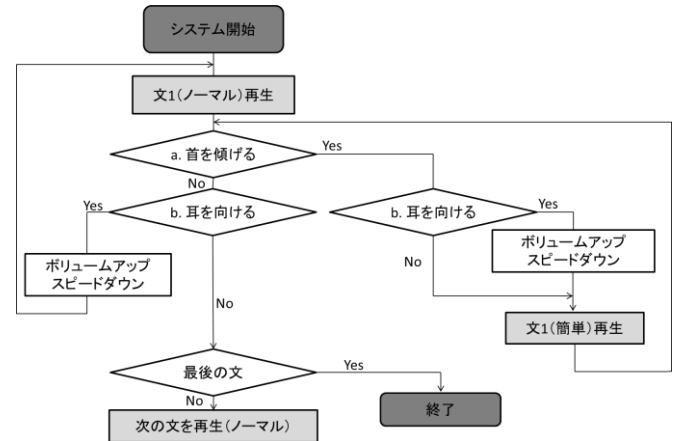 システム開始
文1(ノーマル)再生
a. 首を傾げる
Yes
No
Yes
b. 耳を向ける
b. 耳を向ける
Yes
ボリュームアップ
スピードダウン
ボリュームアップ
スピードダウン
No
No
文1(簡単)再生
最後の文
Yes
No
終了
次の文を再生(ノーマル)